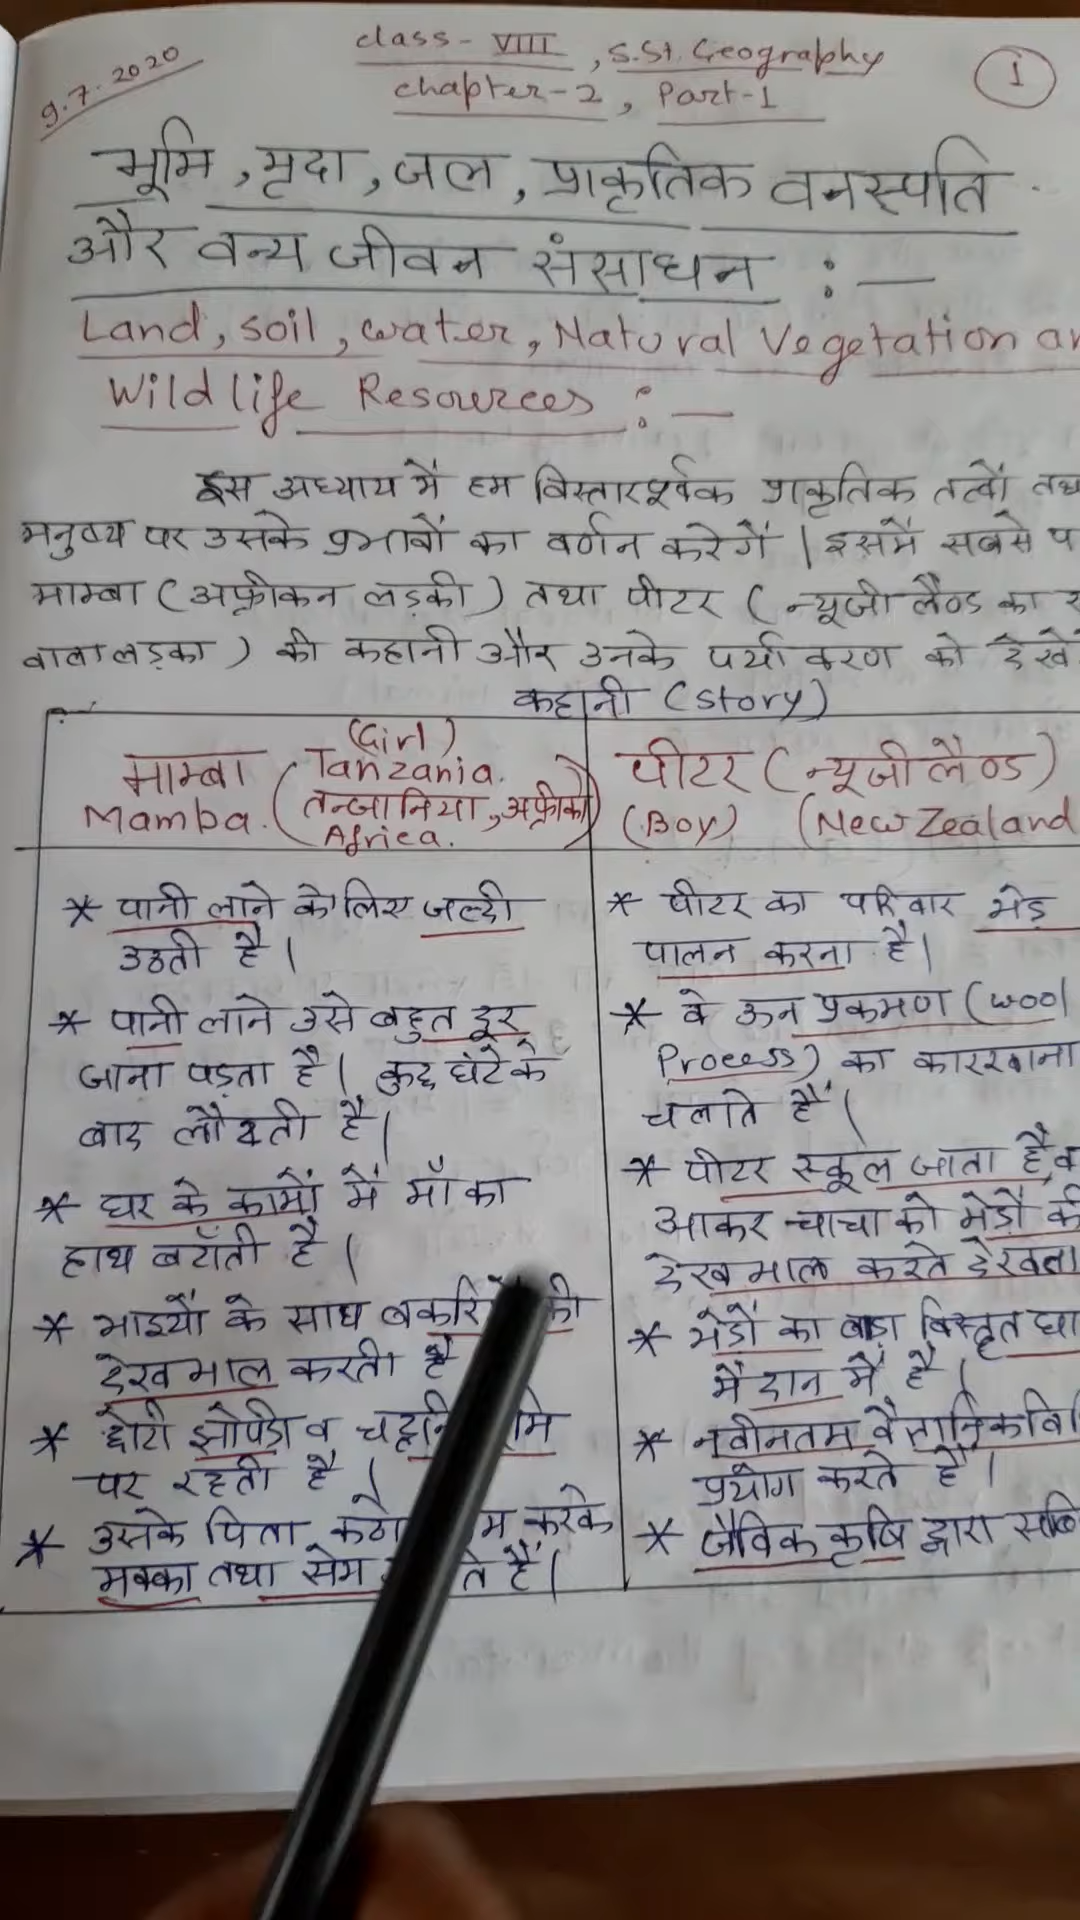 9.7.2020
class- VIII, S.St. Geography
chapter-2, Part-1
1
भूमि, मृदा, जल, प्राकृतिक वनस्पति
और वन्य जीवन संसाधन :—
Land, soil, water, Natural Vegetation
Wildlife Resources :—
इस अध्याय में हम विस्तारपूर्वक प्राकृतिक तत्वों
मनुष्य पर उसके प्रभावों का वर्णन करेगें | इसमें सबसे
माम्बा (अफ्रीकन लड़की) तथा पीटर (न्यूजीलैण्ड का
वाला लड़का) की कहानी और उनके पर्यावरण को
कहानी (Story)
माम्बा (Girl)
Mamba. (Tanzania.
तन्जानिया, अफ्रीका)
Africa.
* पानी लाने के लिए जल्दी
उठती है |
* पानी लाने उसे बहुत दूर
जाना पड़ता है | कुछ घंटे के
बाद लौटती है |
* घर के कामों में माँ का
हाथ बटाँती है |
* भाइयों के साथ की
देखभाल करती है
* छोटी झोपड़ी व
पर रहती है |
* उसके पिता करके
मक्का तथा सेम हैं |
पीटर (न्यूजीलैण्ड)
(Boy) (New Zealand
* पीटर का परिवार भेड़
पालन करना है |
* वे ऊन प्रक्रमण (wool
Process) का कारखाना
चलाते हैं |
* पीटर स्कूल जाता है,
आकर चाचा को भेड़ों
देखभाल करते देखता
* भेड़ों का बाड़ा विस्तृत
मैदान में है |
* नवीनतम
प्रयोग करते हैं |
* जैविक कृषि द्वारा